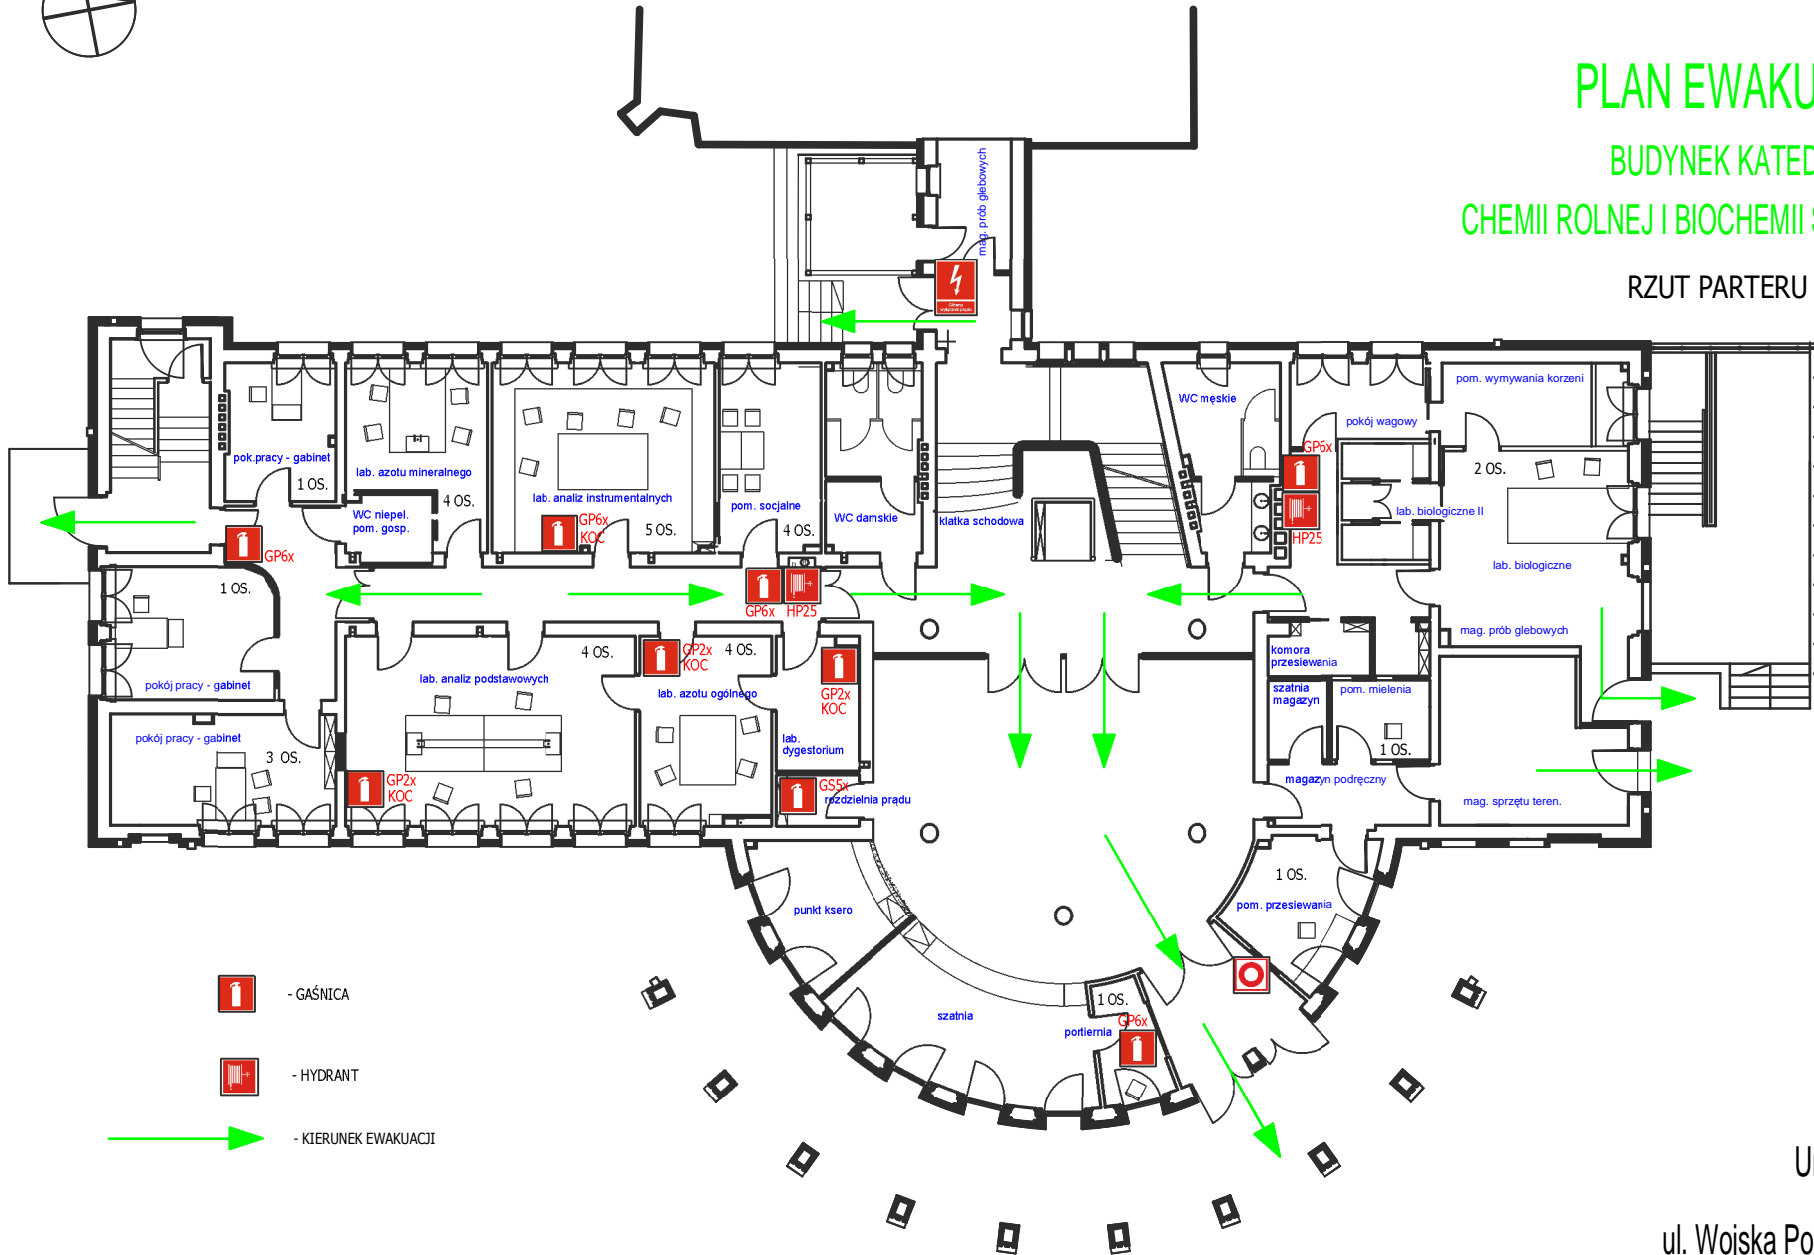 PLAN EWAKU
BUDYNEK KATED
CHEMII ROLNEJ I BIOCHEMII
RZUT PARTERU
mag. prób glebowych
Główny
wyłącznik prądu
pok.pracy - gabinet
1 OS.
lab. azotu mineralnego
4 OS.
WC niepeł.
pom. gosp.
lab. analiz instrumentalnych
GP6x
KOC
5 OS.
pom. socjalne
4 OS.
WC damskie
klatka schodowa
WC męskie
GP6x
HP25
pokój wagowy
pom. wymywania korzeni
2 OS.
lab. biologiczne II
lab. biologiczne
mag. prób glebowych
GP6x
1 OS.
pokój pracy - gabinet
GP6x
HP25
4 OS.
lab. analiz podstawowych
GP2x
KOC
4 OS.
lab. azotu ogólnego
GP2x
KOC
lab.
dygestorium
komora
przesiewania
szatnia
magazyn
pom. mielenia
1 OS.
pokój pracy - gabinet
3 OS.
GP2x
KOC
GS5x
rozdzielnia prądu
magazyn podręczny
mag. sprzętu teren.
punkt ksero
1 OS.
pom. przesiewania
szatnia
1 OS.
portiernia
GP6x
- GAŚNICA
- HYDRANT
- KIERUNEK EWAKUACJI
ul. Wojska Po